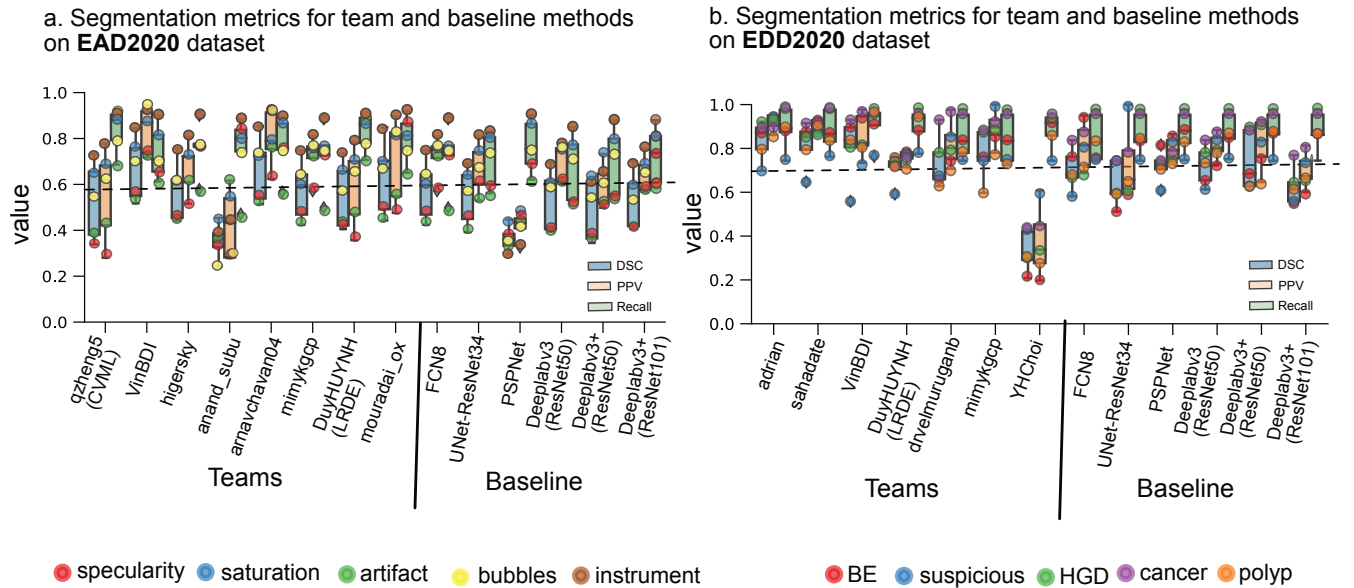 a. Segmentation metrics for team and baseline methods
on EAD2020 dataset
1.0
0.8
0.6
0.4
0.2
0.0
value
DSC
PPV
Recall
qzheng5
(CVML)
VinBDI
higersky
anand_subu
arnavchavan04
mimykgcp
DuyHUYNH
(LRDE)
mouradai_ox
FCN8
UNet-ResNet34
PSPNet
Deeplabv3
(ResNet50)
Deeplabv3+
(ResNet50)
Deeplabv3+
(ResNet101)
Teams
Baseline
specularity
saturation
artifact
bubbles
instrument
b. Segmentation metrics for team and baseline methods
on EDD2020 dataset
1.0
0.8
0.6
0.4
0.2
0.0
value
DSC
PPV
Recall
adrian
sahadate
VinBDI
DuyHUYNH
(LRDE)
drvelmuruganb
mimykgcp
YHChoi
FCN8
UNet-ResNet34
PSPNet
Deeplabv3
(ResNet50)
Deeplabv3+
(ResNet50)
Deeplabv3+
(ResNet101)
Teams
Baseline
BE
suspicious
HGD
cancer
polyp